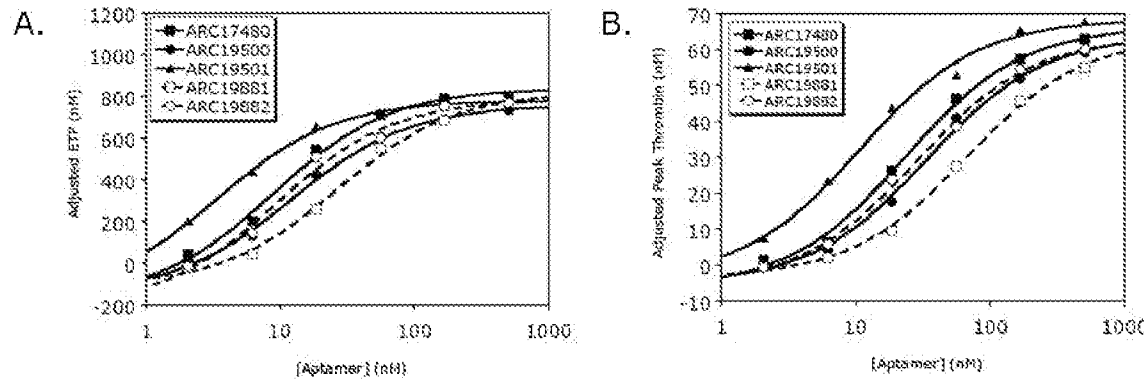 A.
1200
1000
800
600
400
200
0
-200
Adjusted ETP (nM)
ARC17480
ARC19500
ARC19501
ARC19881
ARC19882
1
10
100
1000
[Aptamer] (nM)
B.
70
60
50
40
30
20
10
0
-10
Adjusted Peak Thrombin (nM)
ARC17480
ARC19500
ARC19501
ARC19881
ARC19882
1
10
100
1000
[Aptamer] (nM)